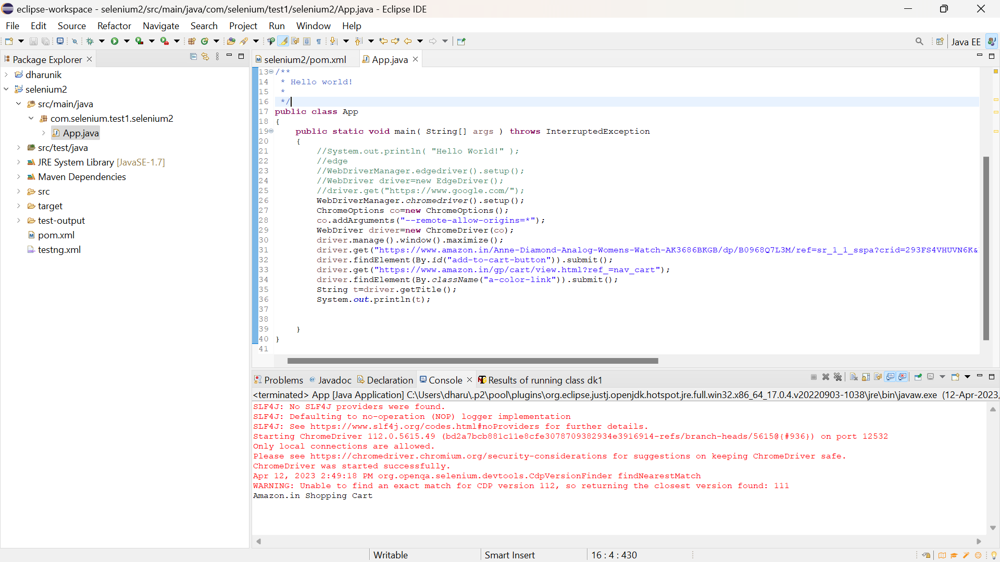 eclipse-workspace - selenium2/src/main/java/com/selenium/test1/selenium2/App.java - Eclipse IDE
File Edit Source Refactor Navigate Search Project Run Window Help
Java EE
Package Explorer
dharunik
selenium2
src/main/java
com.selenium.test1.selenium2
App.java
src/test/java
JRE System Library [JavaSE-1.7]
Maven Dependencies
src
target
test-output
pom.xml
testng.xml
selenium2/pom.xml App.java
13 /**
14 * Hello world!
15 *
16 */
17 public class App
18 {
19 public static void main( String[] args ) throws InterruptedException
20 {
21 //System.out.println( "Hello World!" );
22 //edge
23 //WebDriverManager.edgedriver().setup();
24 //WebDriver driver=new EdgeDriver();
25 //driver.get("https://www.google.com/");
26 WebDriverManager.chromedriver().setup();
27 ChromeOptions co=new ChromeOptions();
28 co.addArguments("--remote-allow-origins=*");
29 WebDriver driver=new ChromeDriver(co);
30 driver.manage().window().maximize();
31 driver.get("https://www.amazon.in/Anne-Diamond-Analog-Womens-Watch-AK3686BKGB/dp/B0968Q7L3M/ref=sr_1_1_sspa?crid=293FS4VHUVN6K&
32 driver.findElement(By.id("add-to-cart-button")).submit();
33 driver.get("https://www.amazon.in/gp/cart/view.html?ref_=nav_cart");
34 driver.findElement(By.className("a-color-link")).submit();
35 String t=driver.getTitle();
36 System.out.println(t);
37
38
39 }
40 }
41
Problems Javadoc Declaration Console Results of running class dk1
<terminated> App [Java Application] C:\Users\dharu\.p2\pool\plugins\org.eclipse.justj.openjdk.hotspot.jre.full.win32.x86_64_17.0.4.v20220903-1038\jre\bin\javaw.exe (12-Apr-2023,
SLF4J: No SLF4J providers were found.
SLF4J: Defaulting to no-operation (NOP) logger implementation
SLF4J: See https://www.slf4j.org/codes.html#noProviders for further details.
Starting ChromeDriver 112.0.5615.49 (bd2a7bcb881c11e8cfe3078709382934e3916914-refs/branch-heads/5615@{#936}) on port 12532
Only local connections are allowed.
Please see https://chromedriver.chromium.org/security-considerations for suggestions on keeping ChromeDriver safe.
ChromeDriver was started successfully.
Apr 12, 2023 2:49:18 PM org.openqa.selenium.devtools.CdpVersionFinder findNearestMatch
WARNING: Unable to find an exact match for CDP version 112, so returning the closest version found: 111
Amazon.in Shopping Cart
Writable Smart Insert 16 : 4 : 430